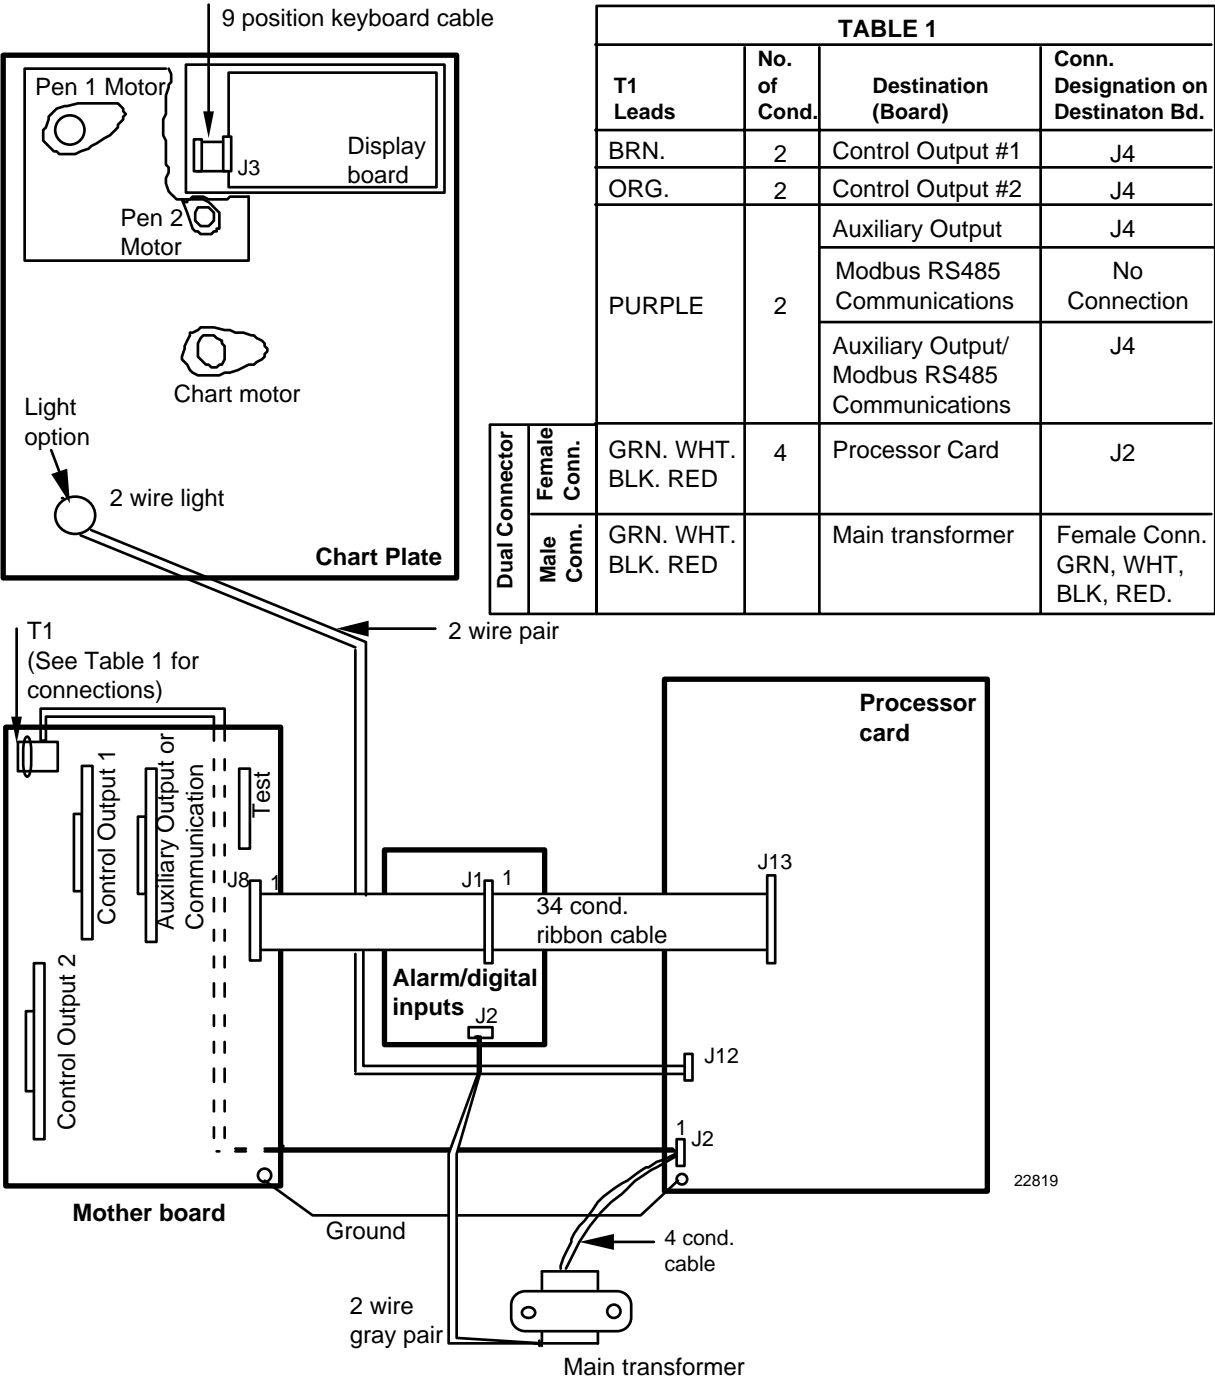 9 position keyboard cable
Pen 1 Motor
J3
Display
board
Pen 2
Motor
Chart motor
Light
option
2 wire light
Chart Plate
TABLE 1
T1
Leads
No.
of
Cond.
Destination
(Board)
Conn.
Designation on
Destinaton Bd.
BRN.
2
Control Output #1
J4
ORG.
2
Control Output #2
J4
PURPLE
2
Auxiliary Output
J4
Modbus RS485
Communications
No
Connection
Auxiliary Output/
Modbus RS485
Communications
J4
Dual Connector
Female
Conn.
GRN. WHT.
BLK. RED
4
Processor Card
J2
Male
Conn.
GRN. WHT.
BLK. RED
Main transformer
Female Conn.
GRN, WHT,
BLK, RED.
2 wire pair
T1
(See Table 1 for
connections)
Control Output 1
Auxiliary Output or
Communication
Test
J8
1
Control Output 2
Mother board
J1
1
34 cond.
ribbon cable
Alarm/digital
inputs
J2
Processor
card
J13
J12
1
J2
22819
Ground
4 cond.
cable
2 wire
gray pair
Main transformer